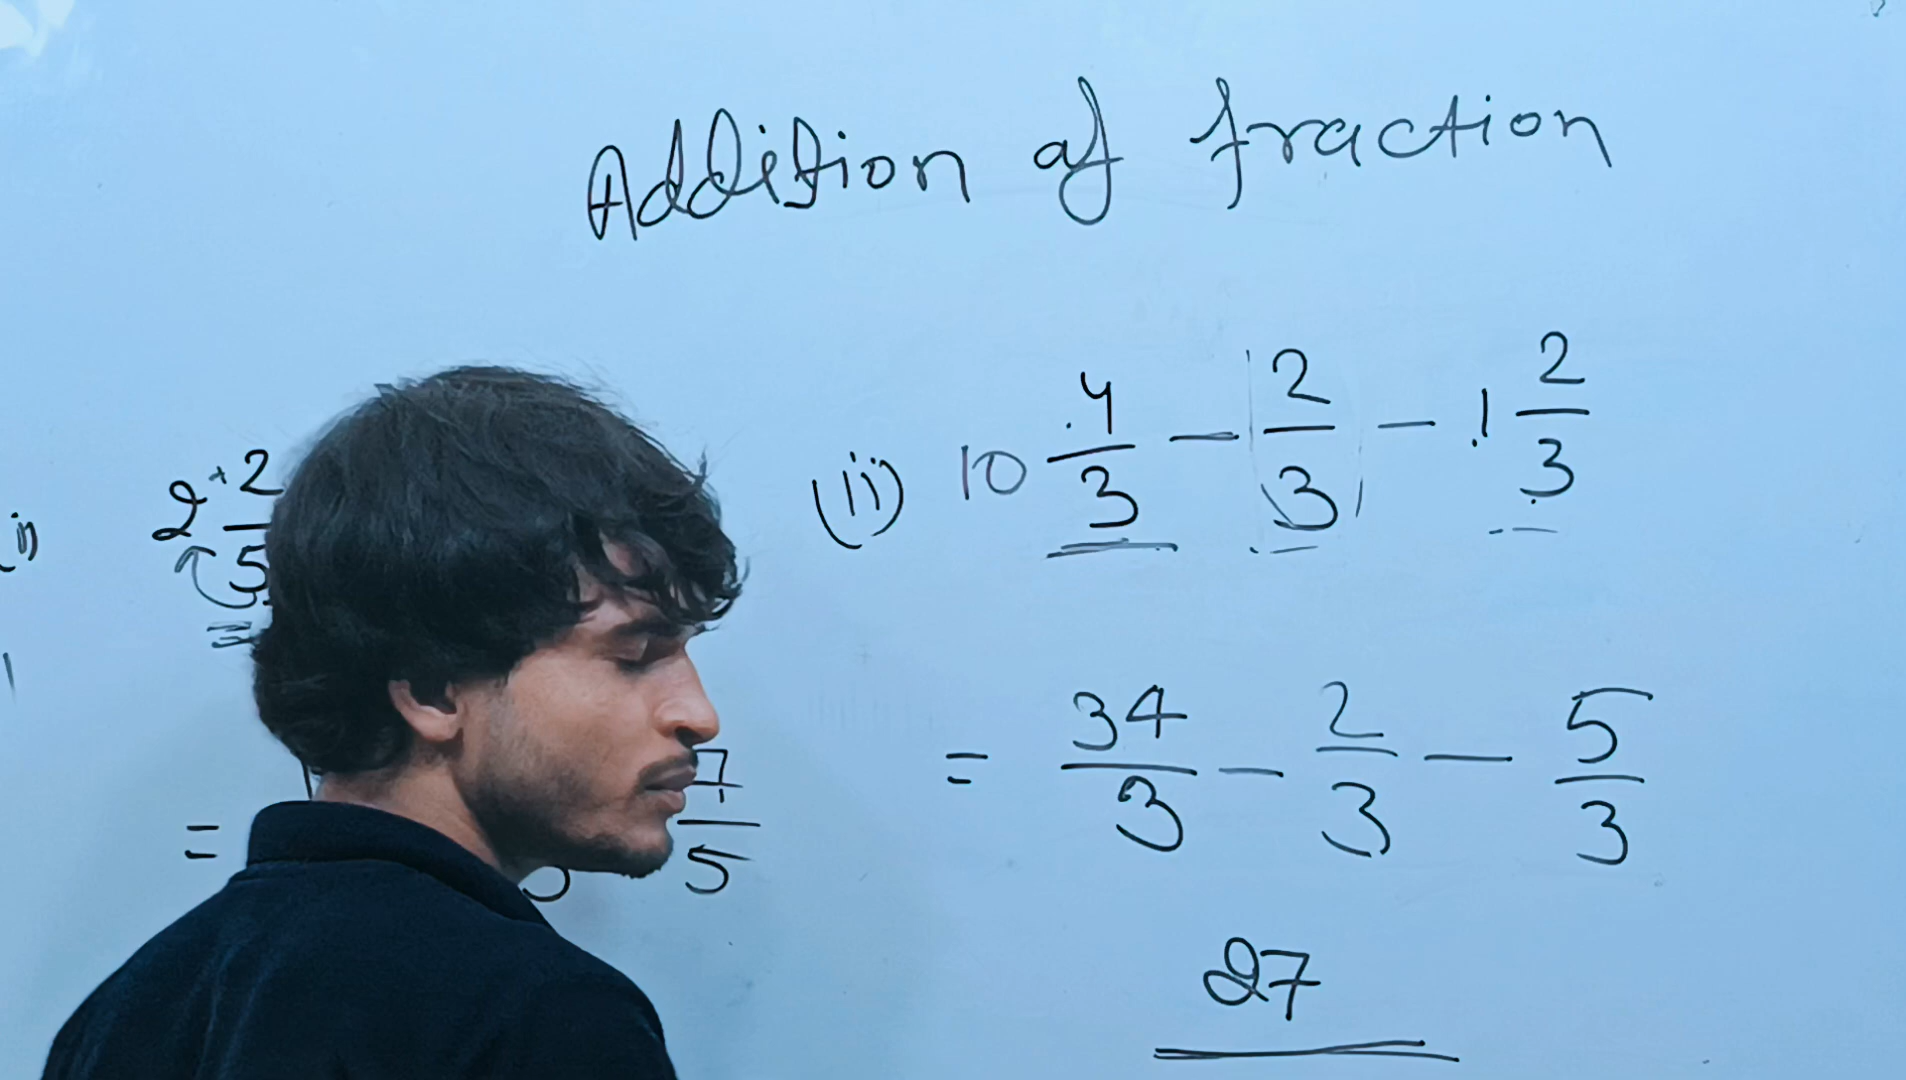 Addition of fraction
i) 2 + 2/5
(ii) 10 4/3 - 2/3 - 1 2/3
= 7/5
= 34/3 - 2/3 - 5/3
27